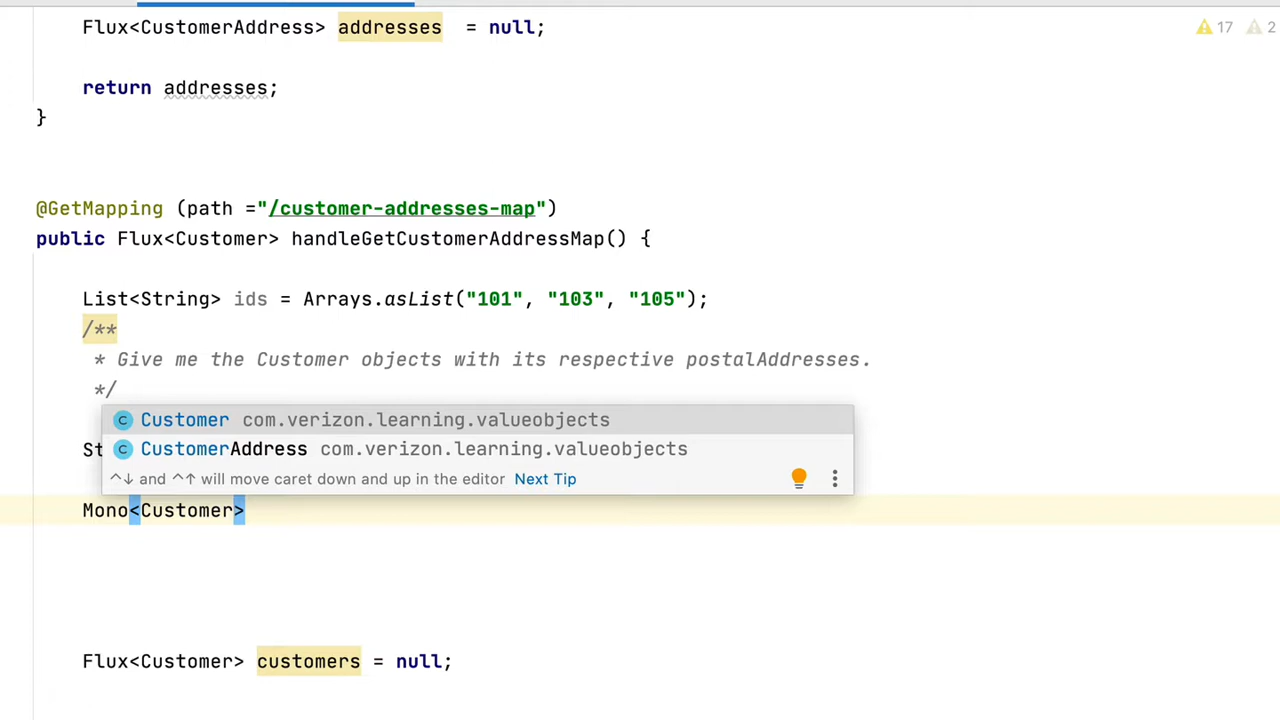 Flux<CustomerAddress> addresses = null;
17 2
return addresses;
}
@GetMapping (path ="/customer-addresses-map")
public Flux<Customer> handleGetCustomerAddressMap() {
List<String> ids = Arrays.asList("101", "103", "105");
/**
* Give me the Customer objects with its respective postalAddresses.
*/
Customer com.verizon.learning.valueobjects
St
CustomerAddress com.verizon.learning.valueobjects
^↓ and ^↑ will move caret down and up in the editor Next Tip
Mono<Customer>
Flux<Customer> customers = null;